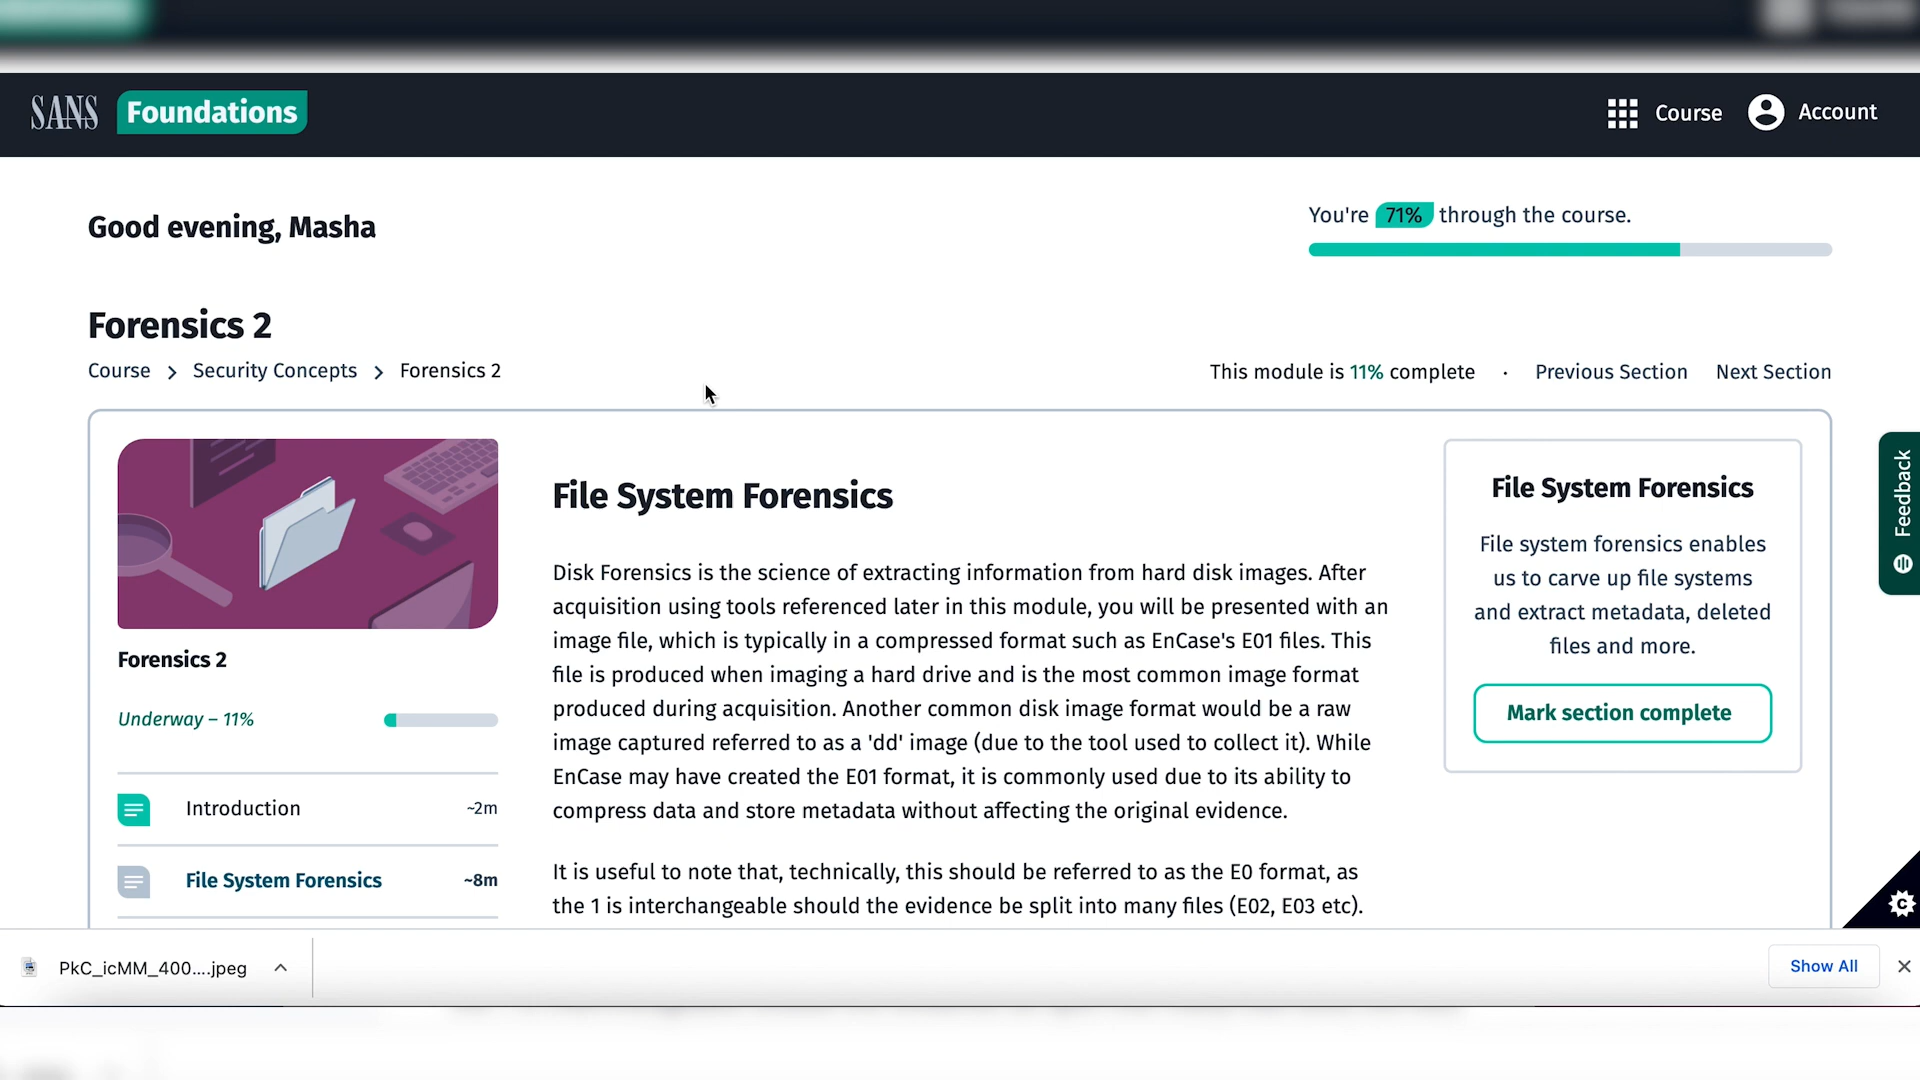 SANS Foundations
Course
Account
Good evening, Masha
You're 71% through the course.
Forensics 2
Course > Security Concepts > Forensics 2
This module is 11% complete · Previous Section Next Section
Forensics 2
Underway – 11%
Introduction ~2m
File System Forensics ~8m
File System Forensics
Disk Forensics is the science of extracting information from hard disk images. After
acquisition using tools referenced later in this module, you will be presented with an
image file, which is typically in a compressed format such as EnCase's E01 files. This
file is produced when imaging a hard drive and is the most common image format
produced during acquisition. Another common disk image format would be a raw
image captured referred to as a 'dd' image (due to the tool used to collect it). While
EnCase may have created the E01 format, it is commonly used due to its ability to
compress data and store metadata without affecting the original evidence.
It is useful to note that, technically, this should be referred to as the E0 format, as
the 1 is interchangeable should the evidence be split into many files (E02, E03 etc).
File System Forensics
File system forensics enables
us to carve up file systems
and extract metadata, deleted
files and more.
Mark section complete
Feedback
C
PkC_icMM_400....jpeg
Show All